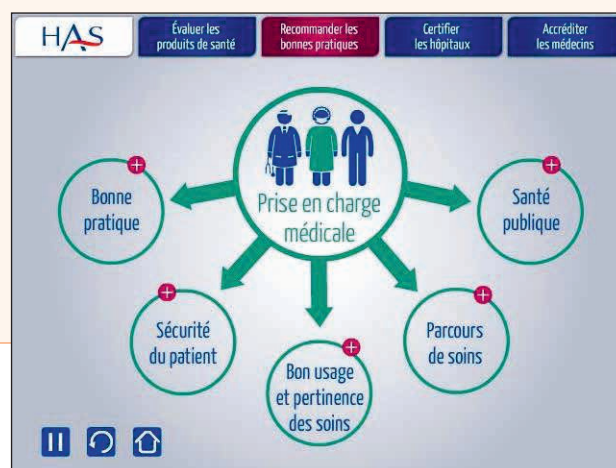 HAS
Évaluer les
produits de santé
Recommander les
bonnes pratiques
Certifier
les hôpitaux
Accréditer
les médecins
Prise en charge
médicale
Bonne
pratique
Santé
publique
Sécurité
du patient
Parcours
de soins
Bon usage
et pertinence
des soins